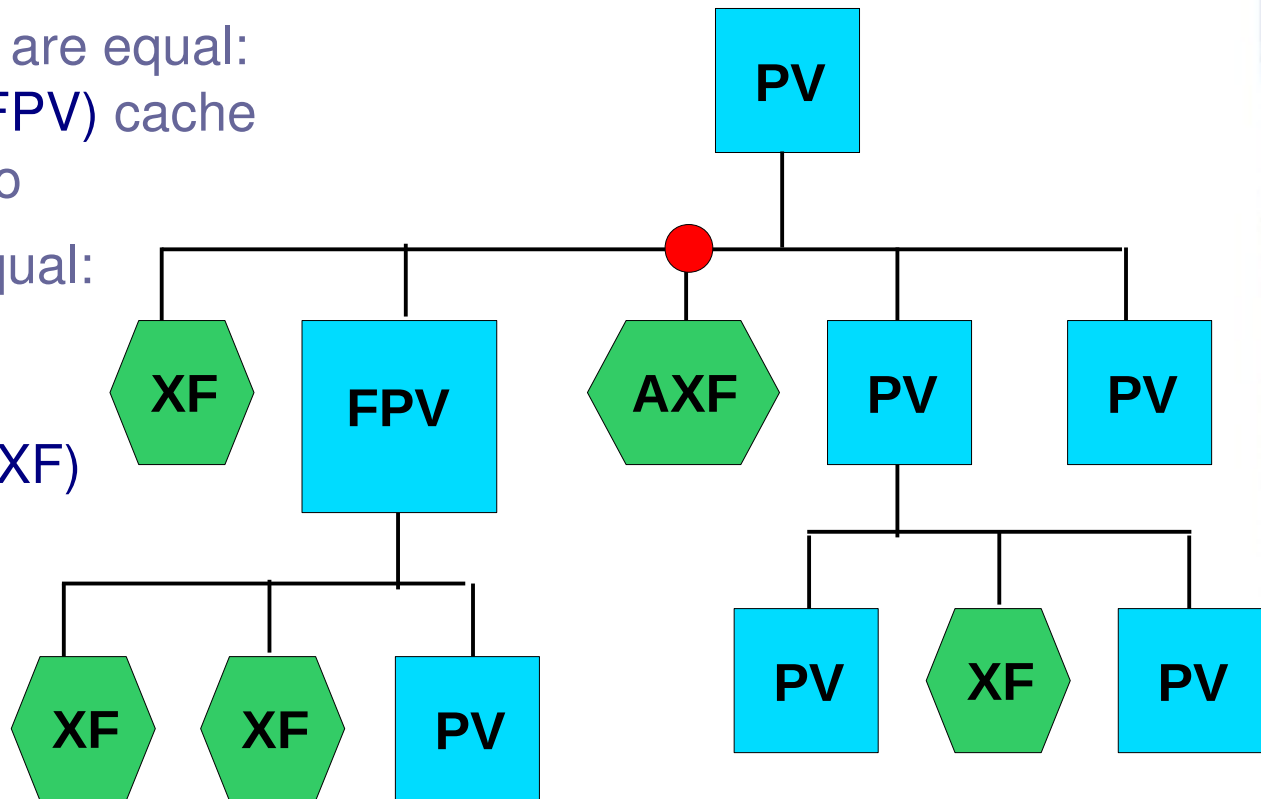 are equal:
FPV) cache
o
qual:
XF)
PV
XF
FPV
AXF
PV
PV
XF
XF
PV
PV
XF
PV